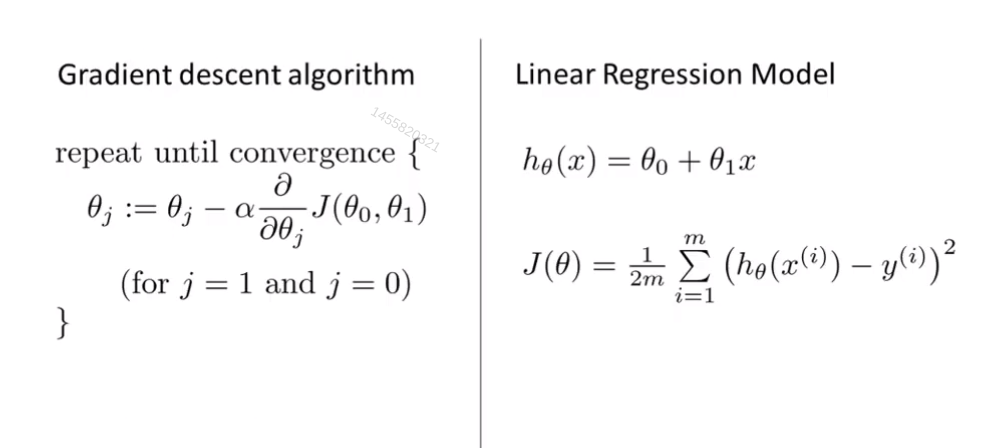 Gradient descent algorithm
repeat until convergence {
θj := θj − α ∂/∂θj J(θ0, θ1)
(for j = 1 and j = 0)
}
Linear Regression Model
hθ(x) = θ0 + θ1x
J(θ) = 1/2m ∑ i=1 m (hθ(x(i)) − y(i))2
1455820321